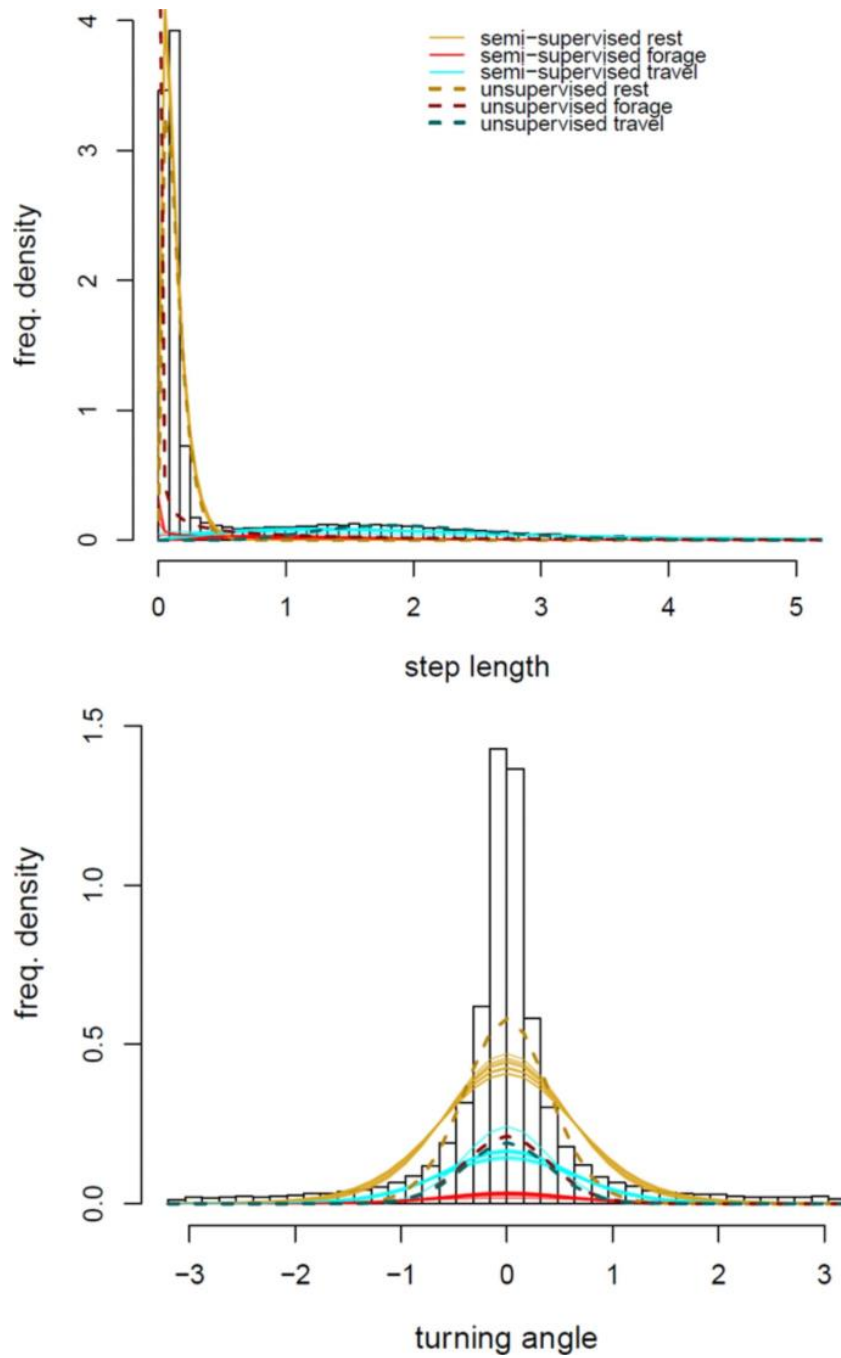 4
3
2
1
0
freq. density
semi−supervised rest
semi−supervised forage
semi−supervised travel
unsupervised rest
unsupervised forage
unsupervised travel
0 1 2 3 4 5
step length
1.5
1.0
0.5
0.0
freq. density
−3 −2 −1 0 1 2 3
turning angle